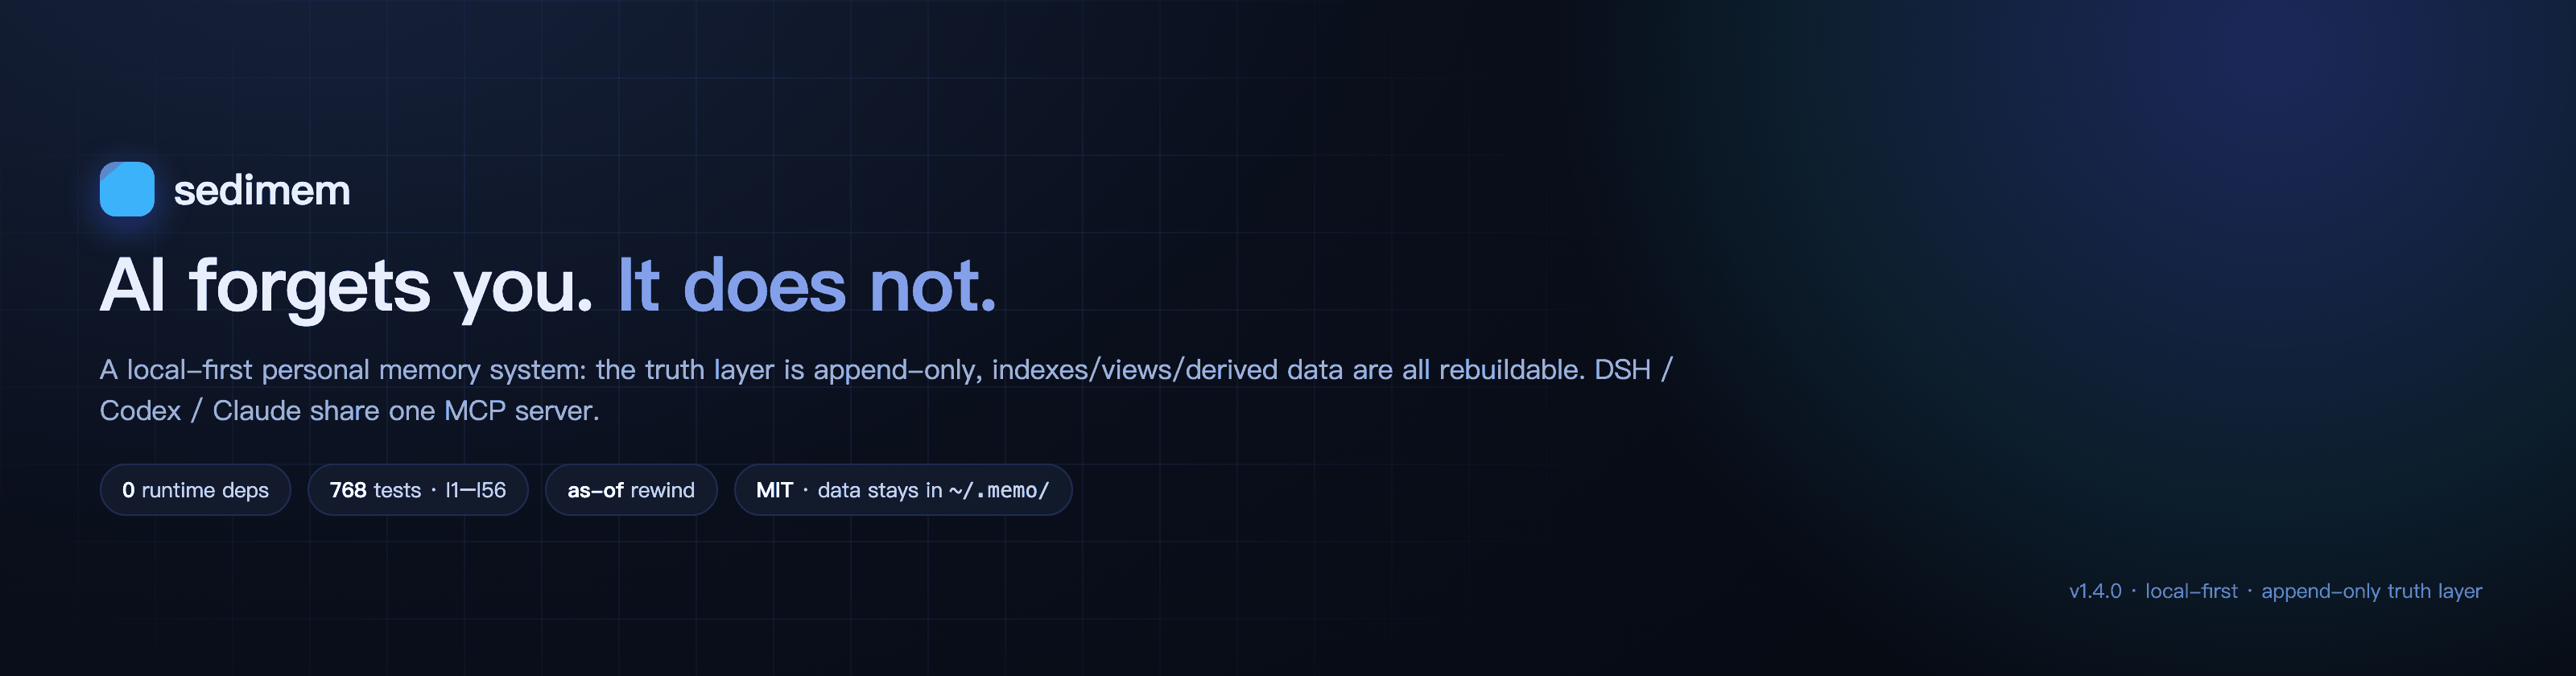 sedimem
AI forgets you. It does not.
A local-first personal memory system: the truth layer is append-only, indexes/views/derived data are all rebuildable. DSH /
Codex / Claude share one MCP server.
0 runtime deps
768 tests · I1—I56
as-of rewind
MIT · data stays in ~/.memo/
v1.4.0 · local-first · append-only truth layer